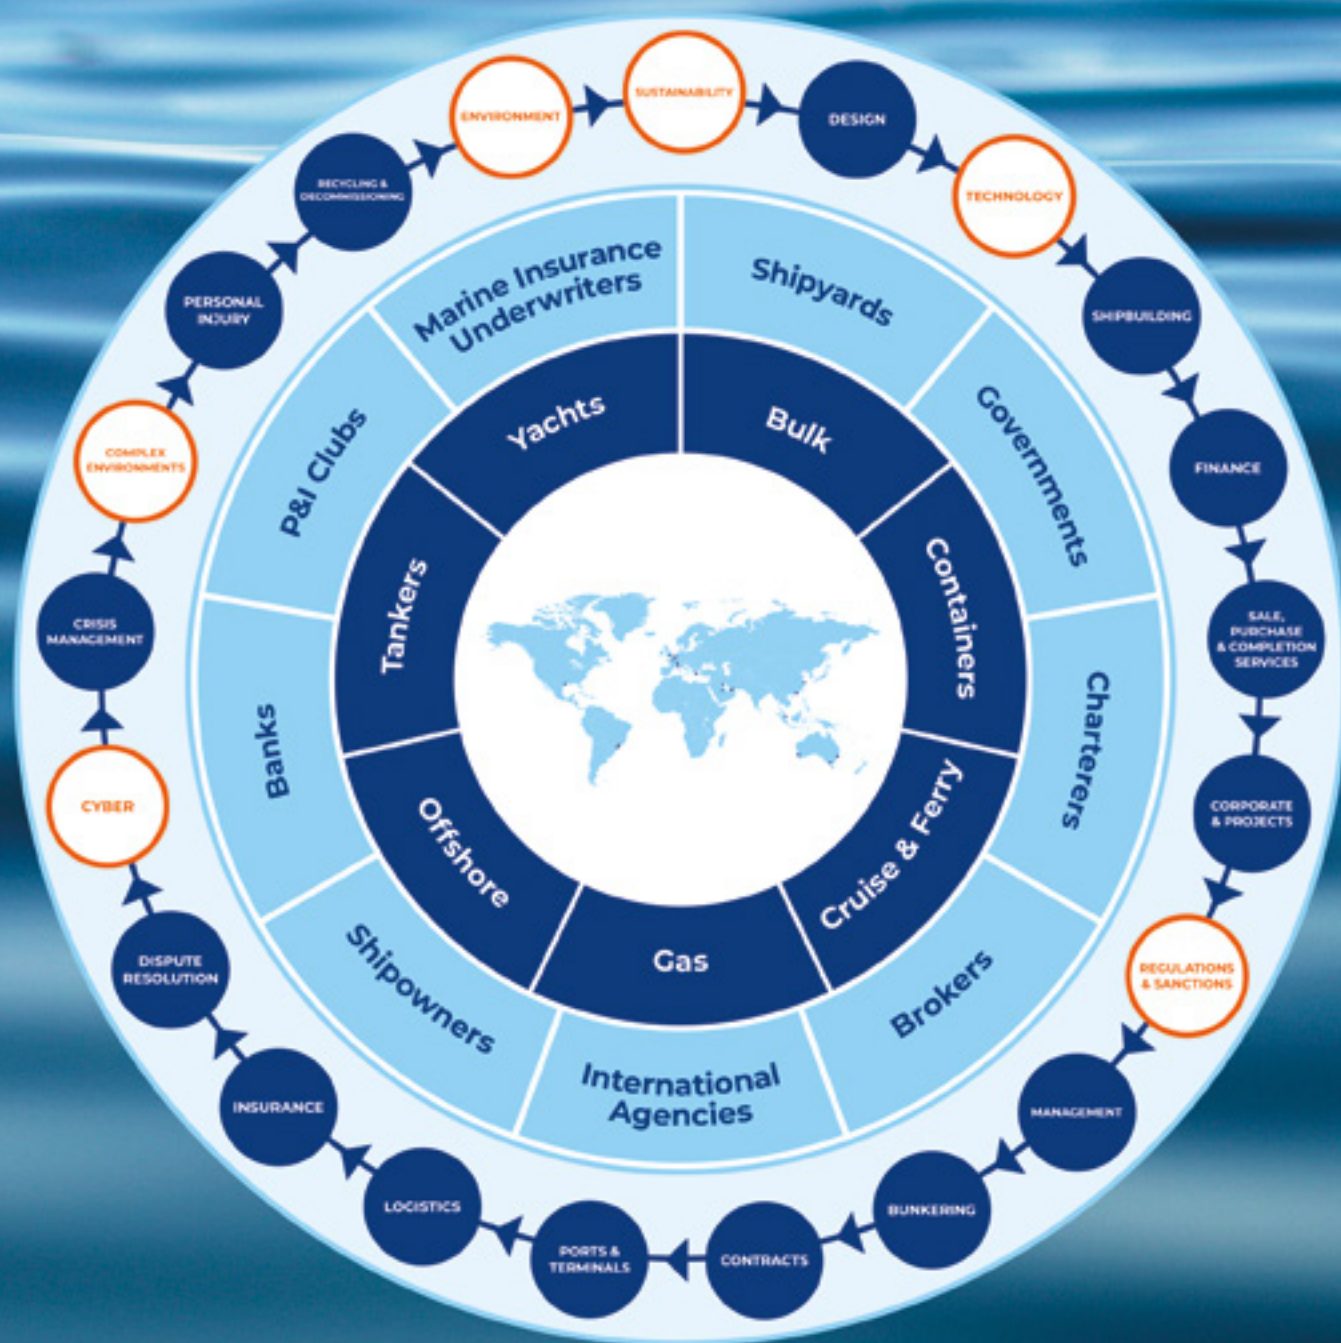 ENVIRONMENT
SUSTAINABILITY
DESIGN
TECHNOLOGY
SHIPBUILDING
FINANCE
SALE,
PURCHASE
& COMPLETION
SERVICES
CORPORATE
& PROJECTS
REGULATIONS
& SANCTIONS
MANAGEMENT
BUNKERING
CONTRACTS
PORTS &
TERMINALS
LOGISTICS
INSURANCE
DISPUTE
RESOLUTION
CYBER
CRISIS
MANAGEMENT
COMPLEX
ENVIRONMENTS
PERSONAL
INJURY
RECYCLING &
DECOMMISSIONING
Marine Insurance
Underwriters
Shipyards
Governments
Charterers
Brokers
International
Agencies
Shipowners
Banks
P&I Clubs
Yachts
Bulk
Containers
Cruise & Ferry
Gas
Offshore
Tankers